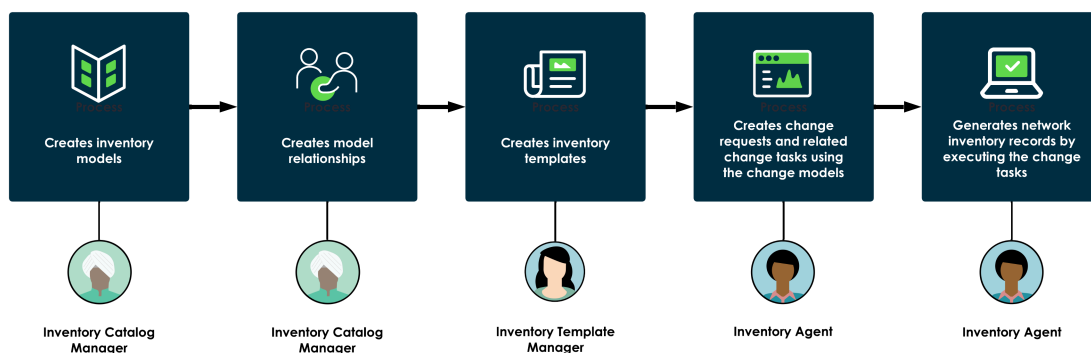 Process
Creates inventory
models
Process
Creates model
relationships
Process
Creates inventory
templates
Process
Creates change
requests and related
change tasks using
the change models
Process
Generates network
inventory records by
executing the change
tasks
Inventory Catalog
Manager
Inventory Catalog
Manager
Inventory Template
Manager
Inventory Agent
Inventory Agent